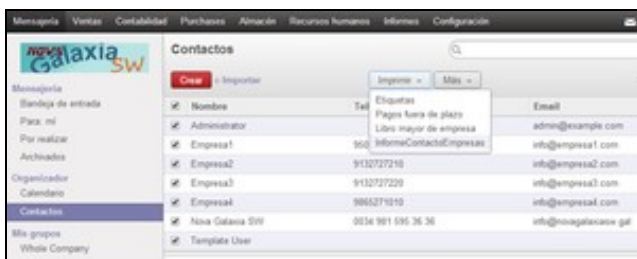 Mensajería Ventas Contabilidad Purchases Almacén Recursos humanos Informes Configuración
nova Galaxia SW
Contactos
Crear o Importar
Imprimir Más
Mensajería
Bandeja de entrada
Para: mí
Por realizar
Archivados
Organizador
Calendario
Contactos
Mis grupos
Whole Company
Etiquetas
Pagos fuera de plazo
Libro mayor de empresa
InformeContactoEmpresas
Nombre Email
Administrator admin@example.com
Empresa1 info@empresa1.com
Empresa2 9132727210 info@empresa2.com
Empresa3 9132727220 info@empresa3.com
Empresa4 9865271010 info@empresa4.com
Nova Galaxia SW 0034 981 595 36 36 info@novagalaxiasw.gal
Template User